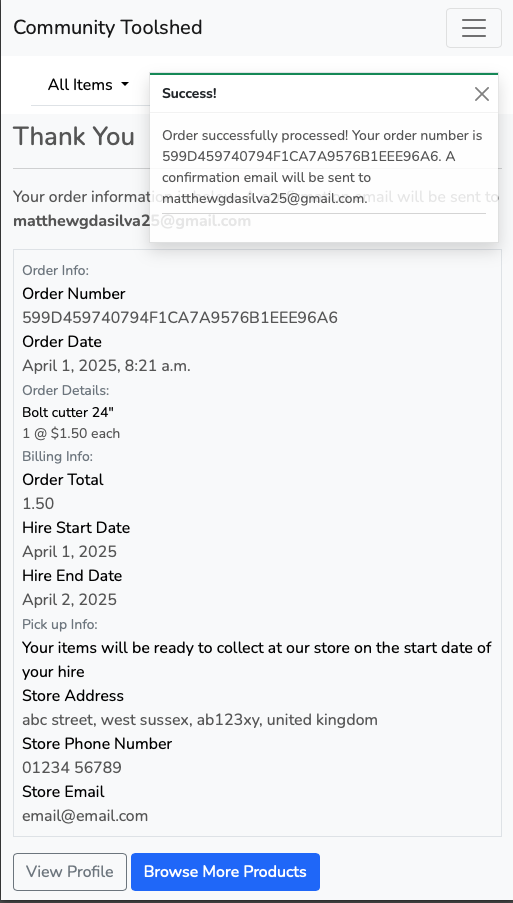 Community Toolshed
All Items
Success!
Order successfully processed! Your order number is
599D459740794F1CA7A9576B1EEE96A6. A
confirmation email will be sent to
matthewgdasilva25@gmail.com.
Thank You
Your order information is below. A confirmation email will be sent to
matthewgdasilva25@gmail.com
Order Info:
Order Number
599D459740794F1CA7A9576B1EEE96A6
Order Date
April 1, 2025, 8:21 a.m.
Order Details:
Bolt cutter 24"
1 @ $1.50 each
Billing Info:
Order Total
1.50
Hire Start Date
April 1, 2025
Hire End Date
April 2, 2025
Pick up Info:
Your items will be ready to collect at our store on the start date of
your hire
Store Address
abc street, west sussex, ab123xy, united kingdom
Store Phone Number
01234 56789
Store Email
email@email.com
View Profile
Browse More Products